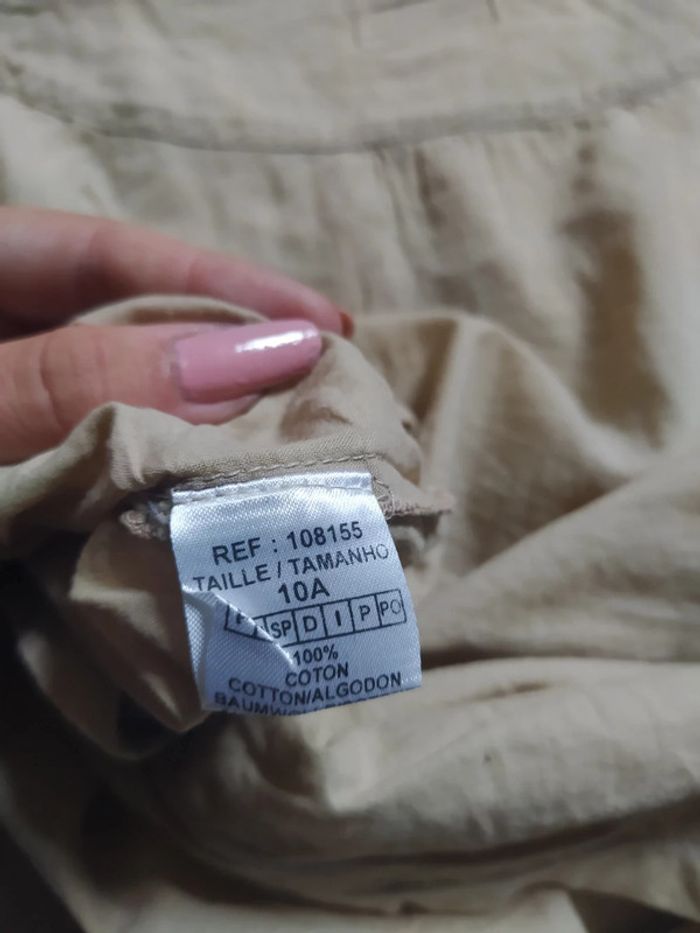 REF : 108155
TAILLE / TAMANHO
10A
SP D I P PO
100%
COTON
COTTON/ALGODON